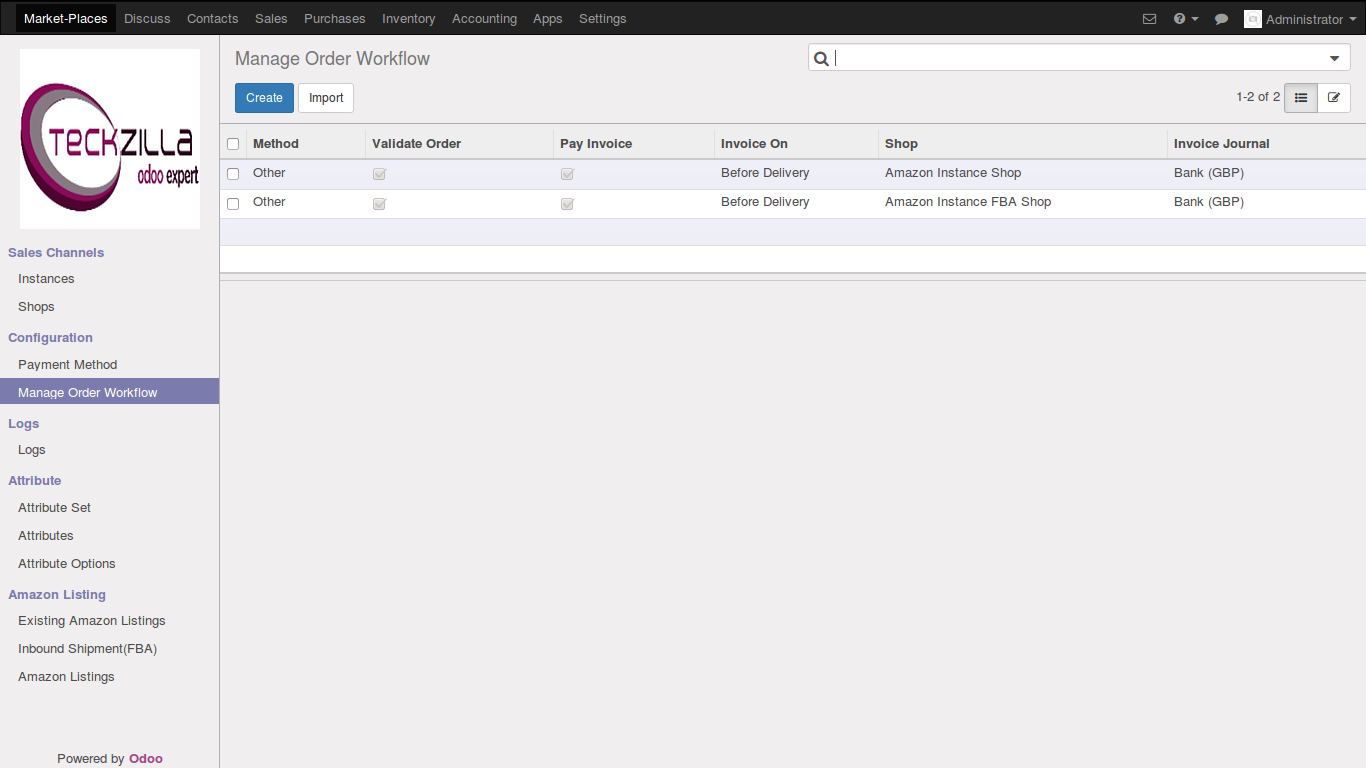 Market-Places Discuss Contacts Sales Purchases Inventory Accounting Apps Settings Administrator
TECKZILLA
odoo expert
Sales Channels
Instances
Shops
Configuration
Payment Method
Manage Order Workflow
Logs
Logs
Attribute
Attribute Set
Attributes
Attribute Options
Amazon Listing
Existing Amazon Listings
Inbound Shipment(FBA)
Amazon Listings
Powered by Odoo
Manage Order Workflow
Create Import 1-2 of 2
Method Validate Order Pay Invoice Invoice On Shop Invoice Journal
Other Before Delivery Amazon Instance Shop Bank (GBP)
Other Before Delivery Amazon Instance FBA Shop Bank (GBP)